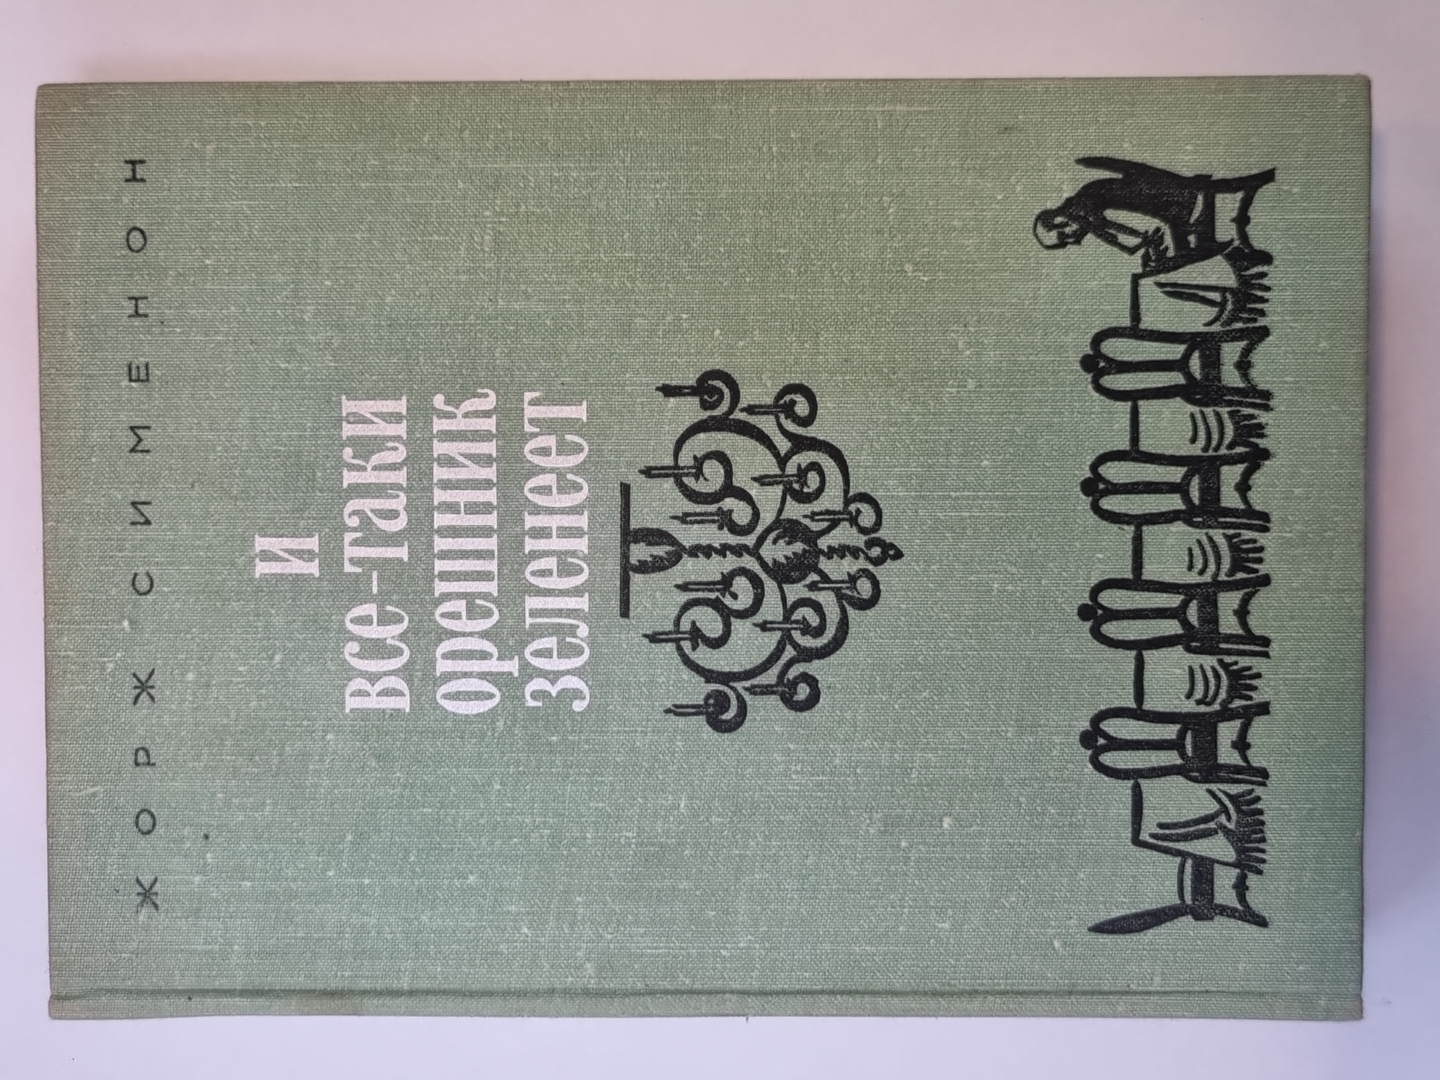 ЖОРЖ СИМЕНОН
и
все-таки
орешник
зеленеет